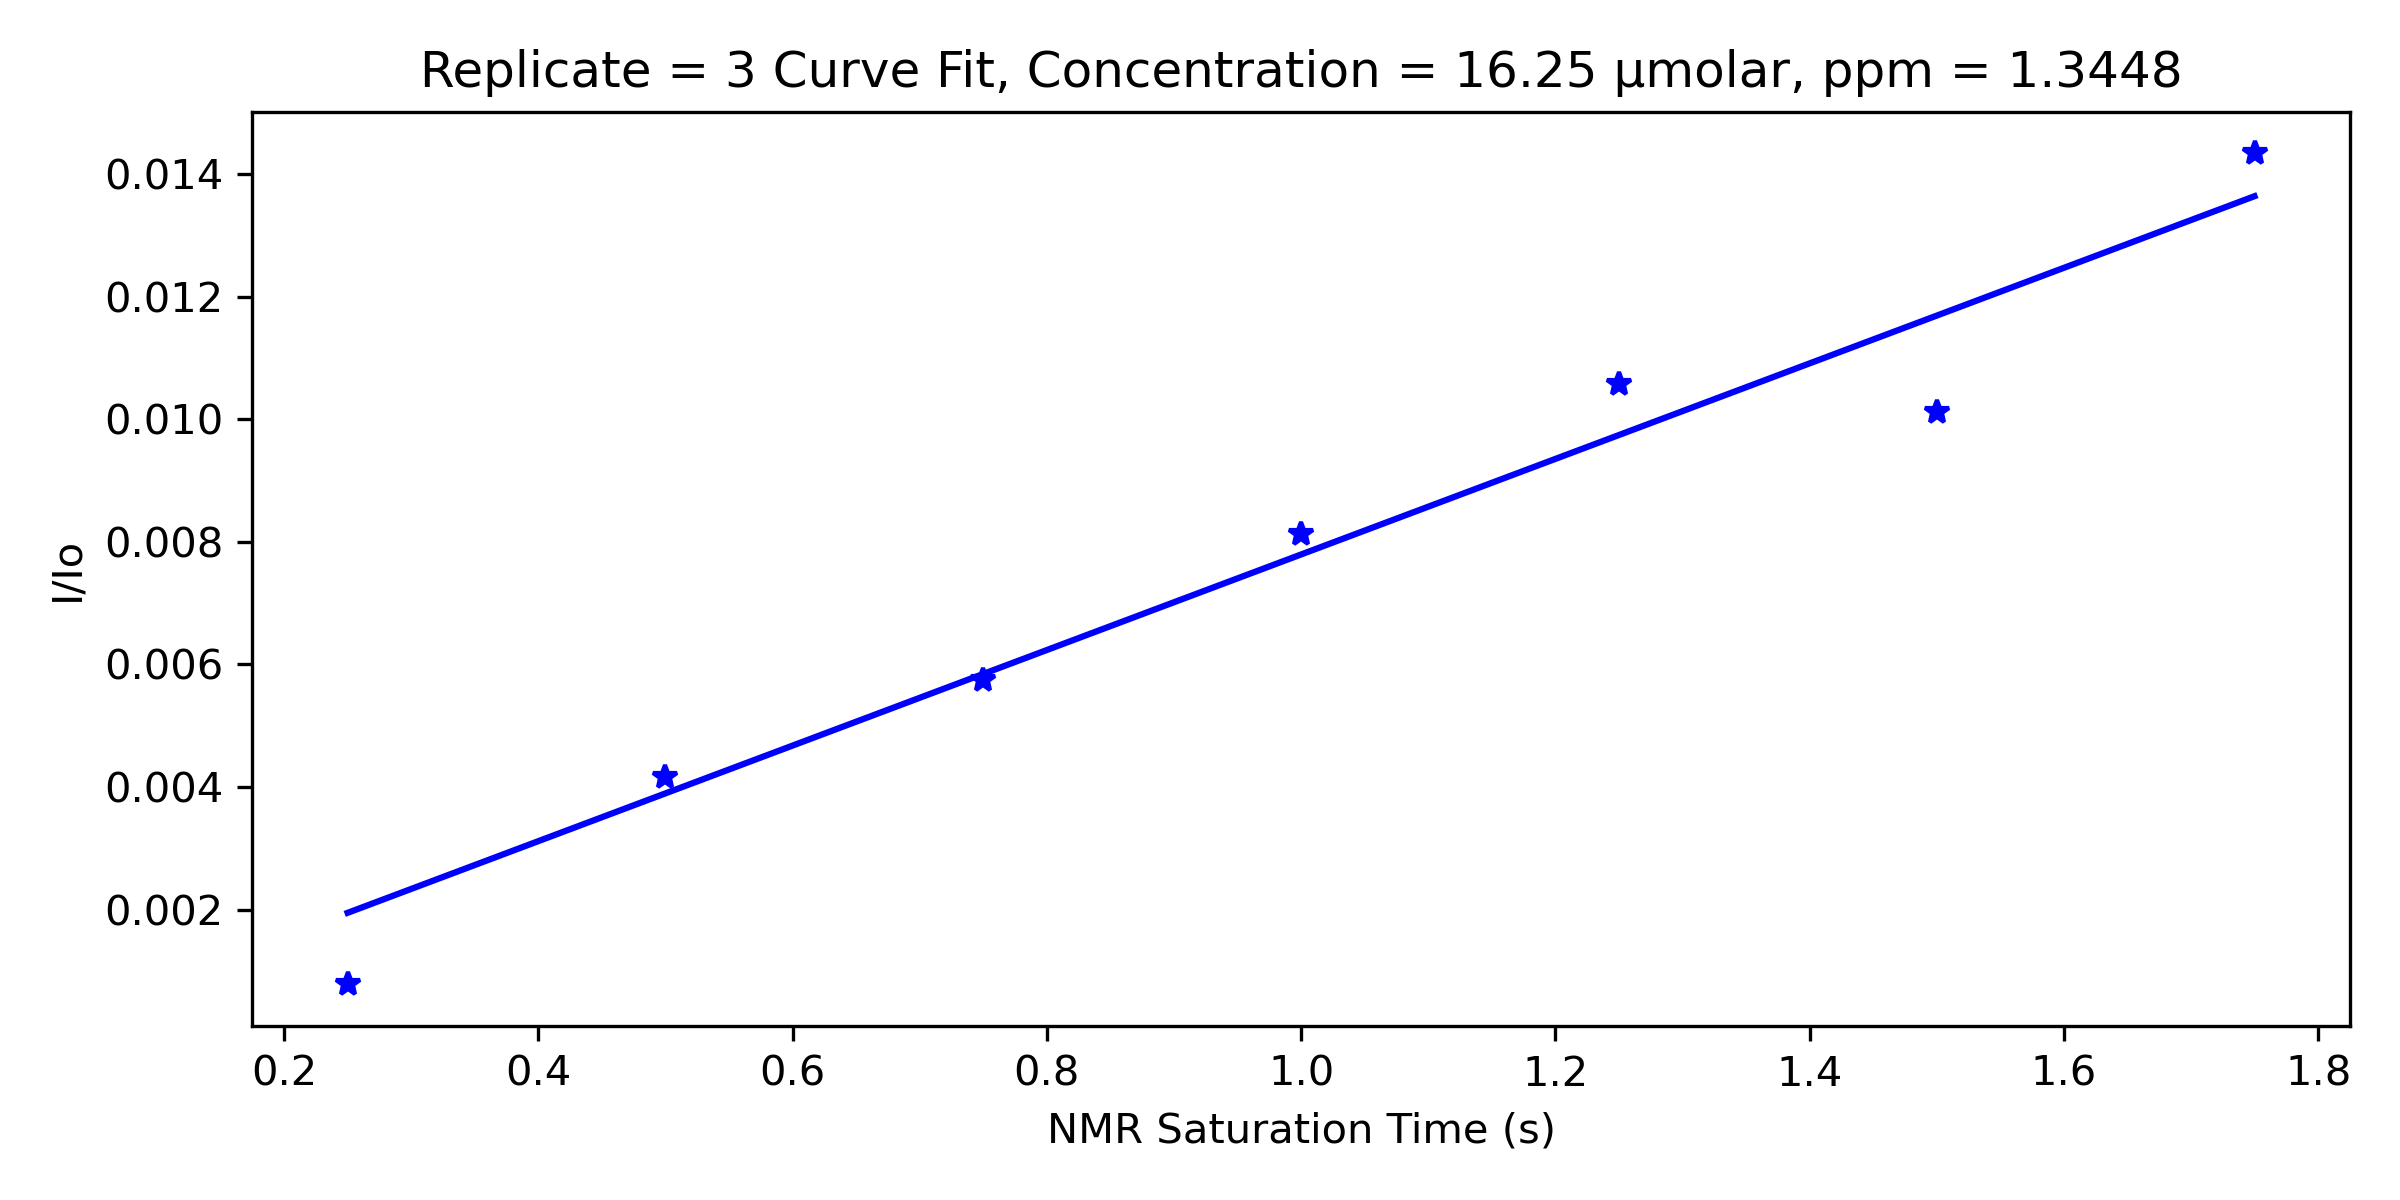 Replicate = 3 Curve Fit, Concentration = 16.25 µmolar, ppm = 1.3448
0.014
0.012
0.010
0.008
0.006
0.004
0.002
I/Io
0.2 0.4 0.6 0.8 1.0 1.2 1.4 1.6 1.8
NMR Saturation Time (s)